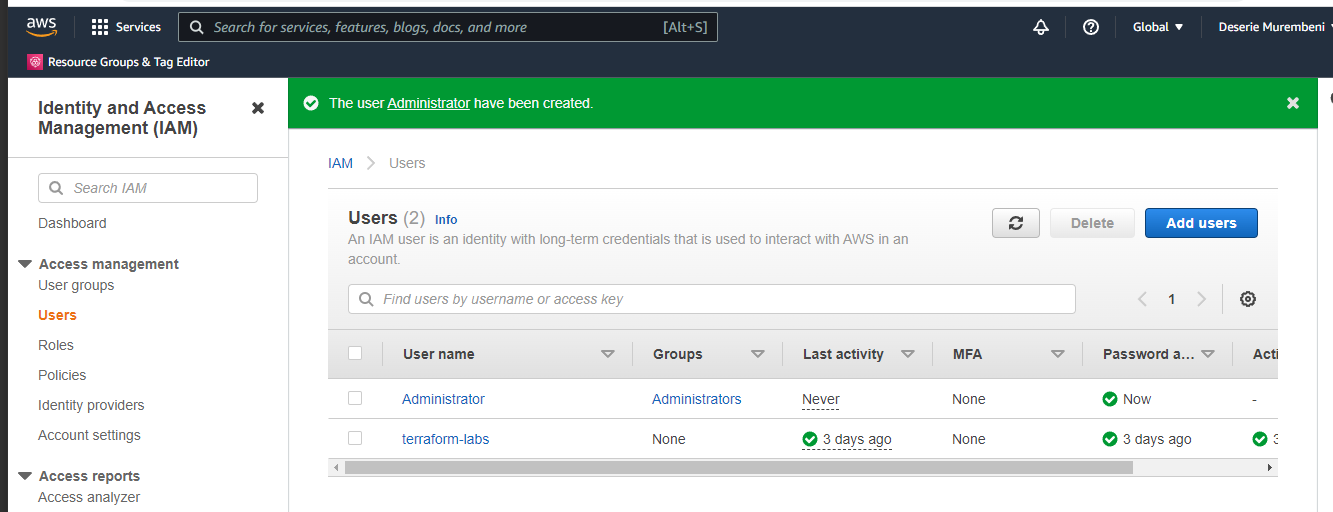 aws
Services
Search for services, features, blogs, docs, and more
[Alt+S]
Global
Deserie Murembeni
Resource Groups & Tag Editor
Identity and Access
Management (IAM)
Search IAM
Dashboard
Access management
User groups
Users
Roles
Policies
Identity providers
Account settings
Access reports
Access analyzer
The user Administrator have been created.
IAM
Users
Users (2) Info
An IAM user is an identity with long-term credentials that is used to interact with AWS in an
account.
Delete
Add users
Find users by username or access key
1
User name Groups Last activity MFA Password a... Acti
Administrator Administrators Never None Now -
terraform-labs None 3 days ago None 3 days ago 3